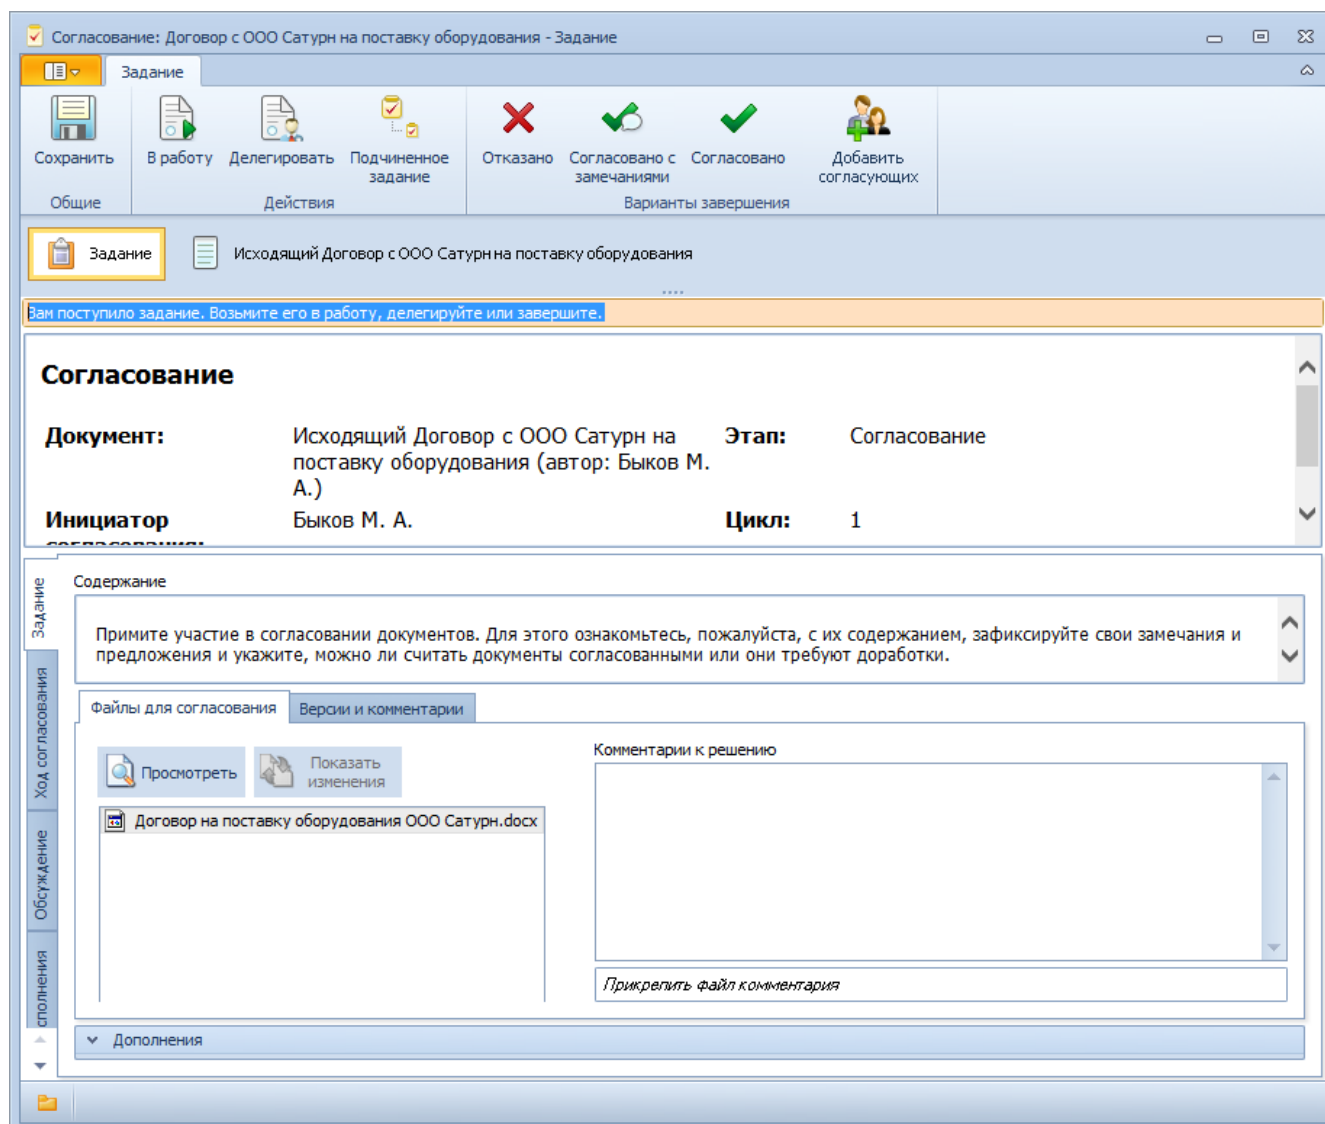 Согласование: Договор с ООО Сатурн на поставку оборудования - Задание
Задание
Сохранить
В работу
Делегировать
Подчиненное
задание
Отказано
Согласовано с
замечаниями
Согласовано
Добавить
согласующих
Общие
Действия
Варианты завершения
Задание
Исходящий Договор с ООО Сатурн на поставку оборудования
Вам поступило задание. Возьмите его в работу, делегируйте или завершите.
Согласование
Документ:
Исходящий Договор с ООО Сатурн на
поставку оборудования (автор: Быков М.
А.)
Этап:
Согласование
Инициатор
согласования:
Быков М. А.
Цикл:
1
Задание
Ход согласования
Обсуждение
сполнения
Содержание
Примите участие в согласовании документов. Для этого ознакомьтесь, пожалуйста, с их содержанием, зафиксируйте свои замечания и
предложения и укажите, можно ли считать документы согласованными или они требуют доработки.
Файлы для согласования
Версии и комментарии
Просмотреть
Показать
изменения
Договор на поставку оборудования ООО Сатурн.docx
Комментарии к решению
Прикрепить файл комментария
Дополнения